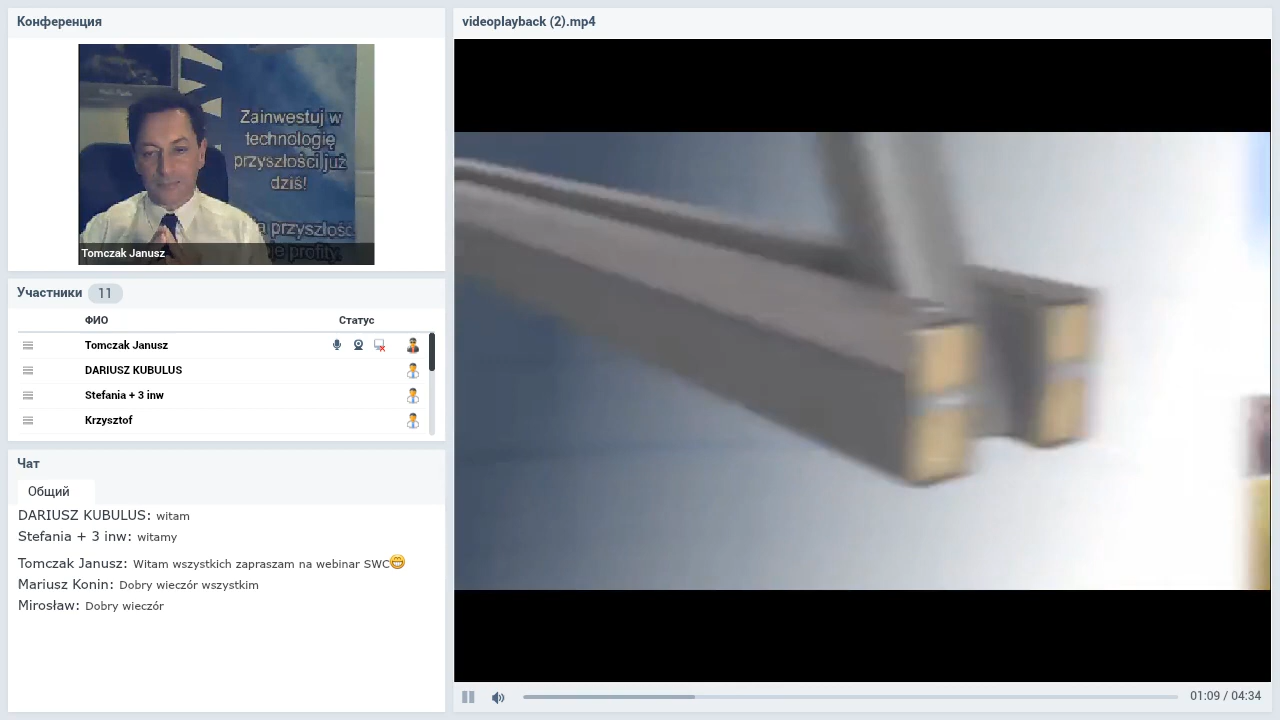 Конференция
Zainwestuj w
technologię
przyszłości już
dziś!
a przyszłość
profity
Tomczak Janusz
Участники 11
ФИО Статус
Tomczak Janusz
DARIUSZ KUBULUS
Stefania + 3 inw
Krzysztof
Чат
Общий
DARIUSZ KUBULUS: witam
Stefania + 3 inw: witamy
Tomczak Janusz: Witam wszystkich zapraszam na webinar SWC
Mariusz Konin: Dobry wieczór wszystkim
Mirosław: Dobry wieczór
videoplayback (2).mp4
01:09 / 04:34